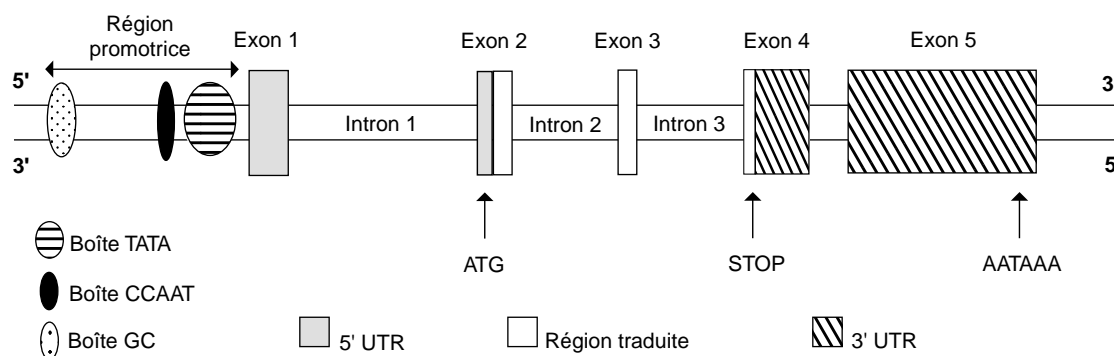 Région
promotrice
Exon 1
Exon 2
Exon 3
Exon 4
Exon 5
5'
3
Intron 1
Intron 2
Intron 3
3'
5
ATG
STOP
AATAAA
Boîte TATA
Boîte CCAAT
Boîte GC
5' UTR
Région traduite
3' UTR